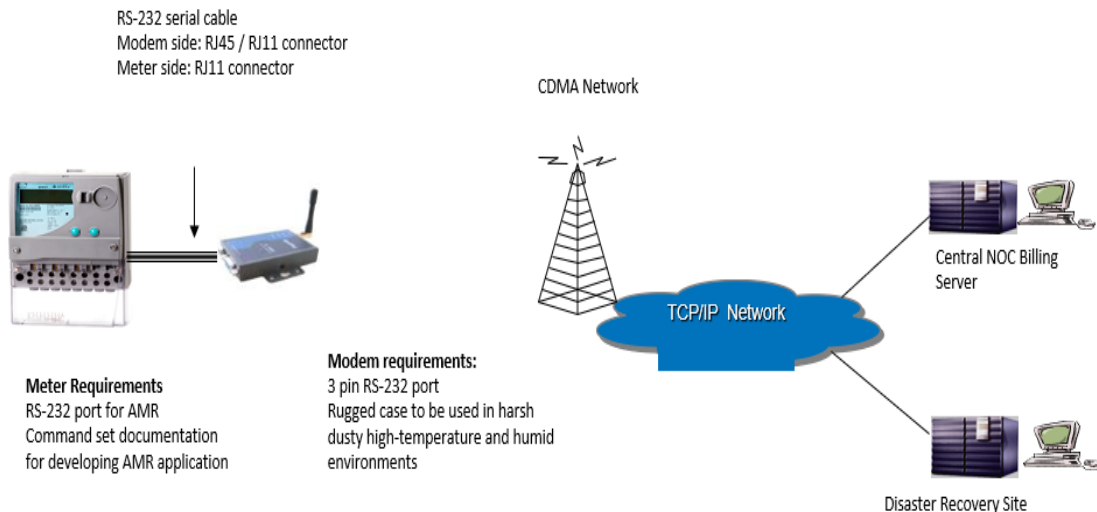 RS-232 serial cable
Modem side: RJ45 / RJ11 connector
Meter side: RJ11 connector
CDMA Network
Central NOC Billing
Server
TCP/IP Network
Meter Requirements
RS-232 port for AMR
Command set documentation
for developing AMR application
Modem requirements:
3 pin RS-232 port
Rugged case to be used in harsh
dusty high-temperature and humid
environments
Disaster Recovery Site